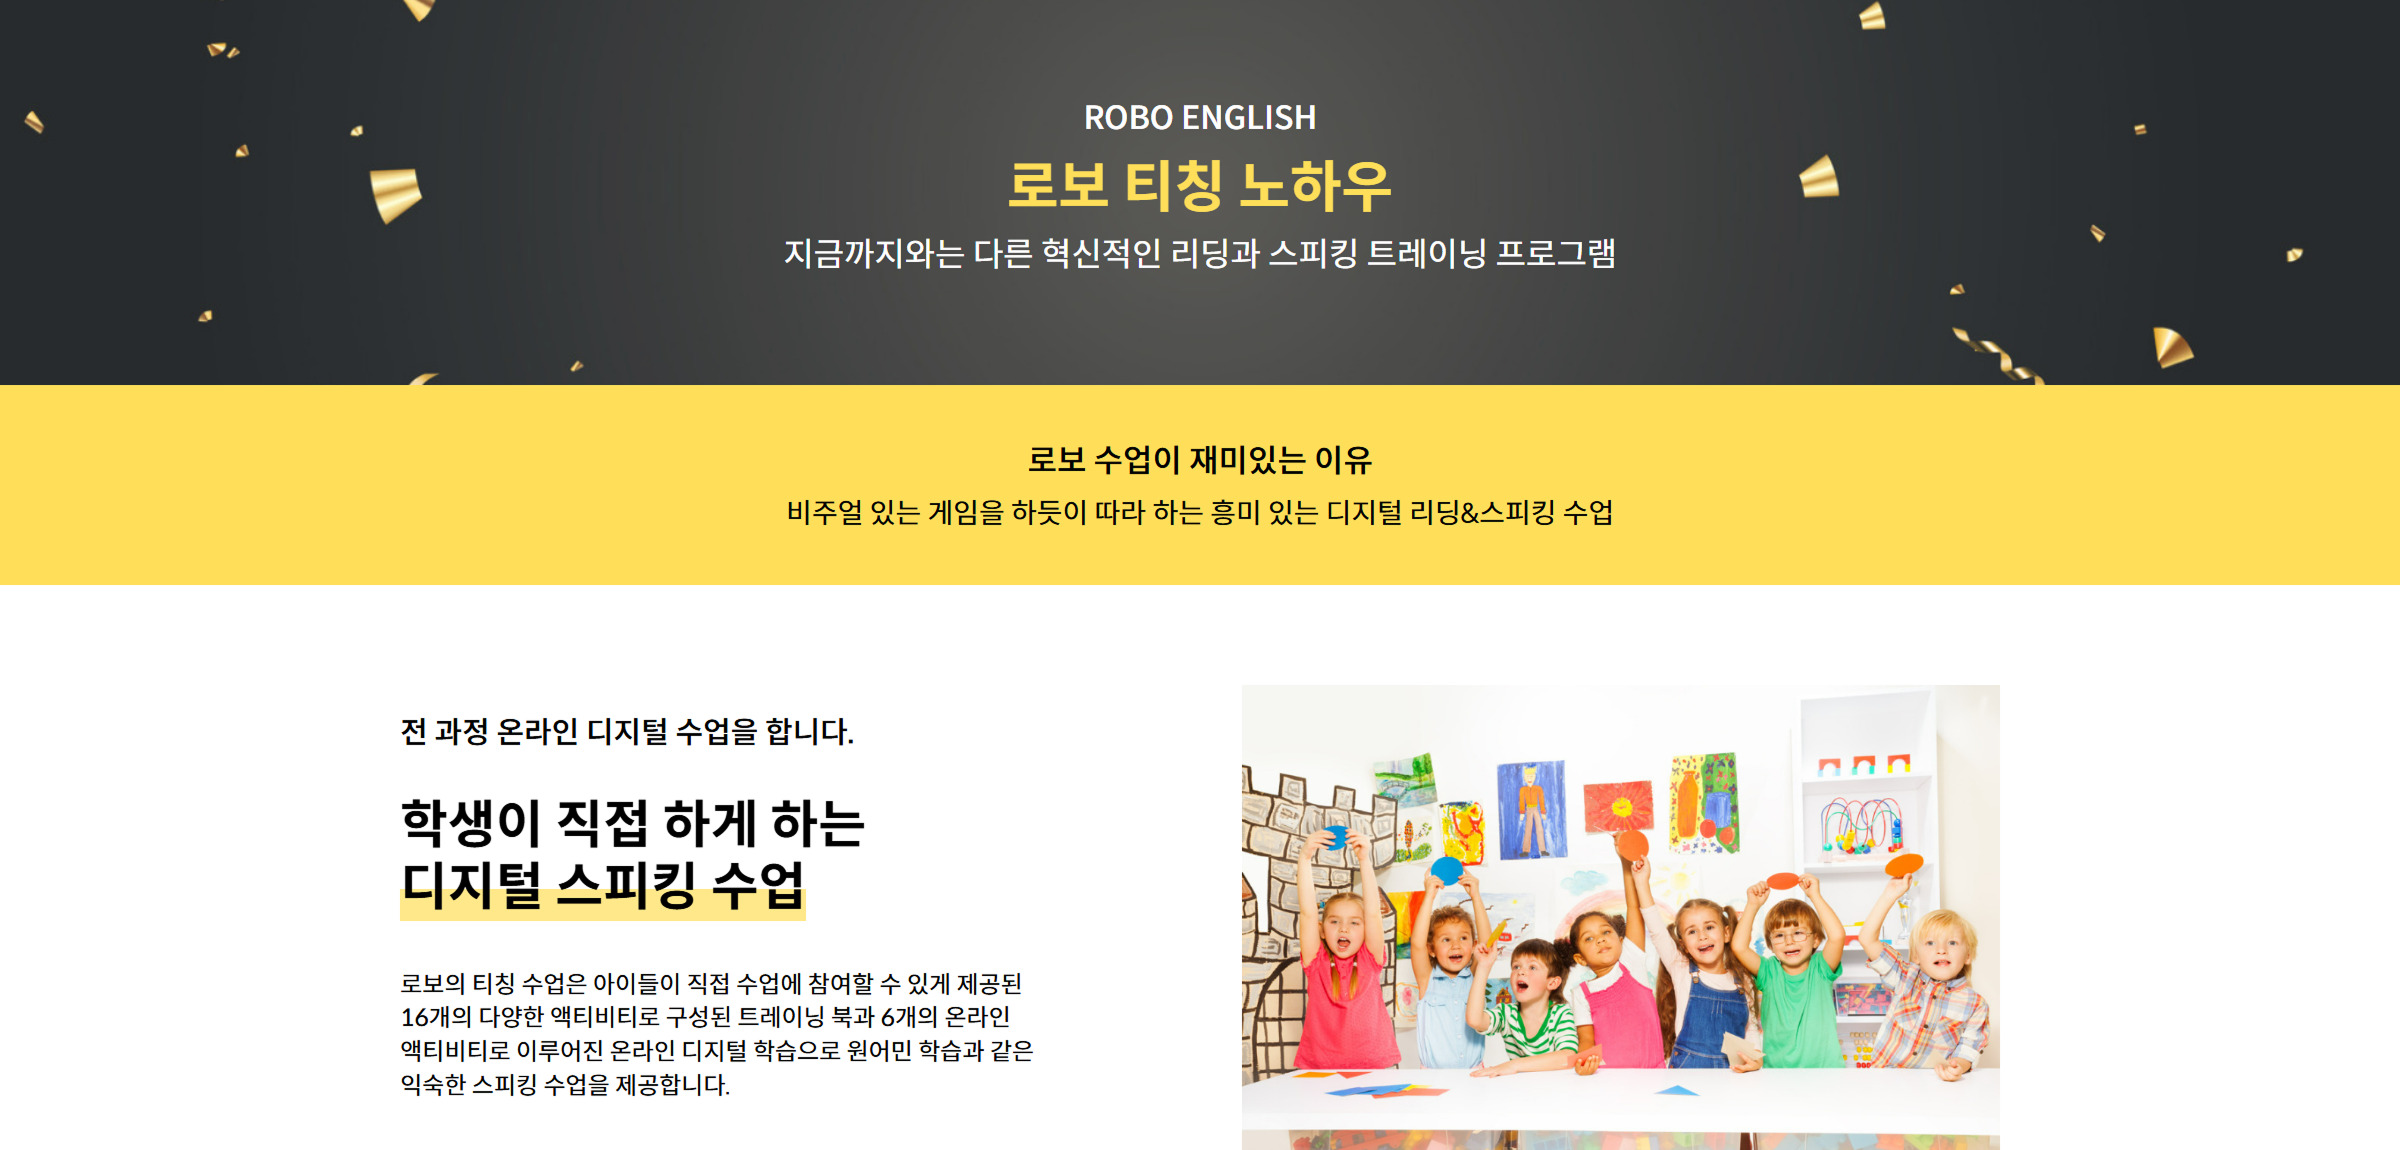 ROBO ENGLISH
로보 티칭 노하우
지금까지와는 다른 혁신적인 리딩과 스피킹 트레이닝 프로그램
로보 수업이 재미있는 이유
비주얼 있는 게임을 하듯이 따라 하는 흥미 있는 디지털 리딩&스피킹 수업
전 과정 온라인 디지털 수업을 합니다.
학생이 직접 하게 하는
디지털 스피킹 수업
로보의 티칭 수업은 아이들이 직접 수업에 참여할 수 있게 제공된
16개의 다양한 액티비티로 구성된 트레이닝 북과 6개의 온라인
액티비티로 이루어진 온라인 디지털 학습으로 원어민 학습과 같은
익숙한 스피킹 수업을 제공합니다.